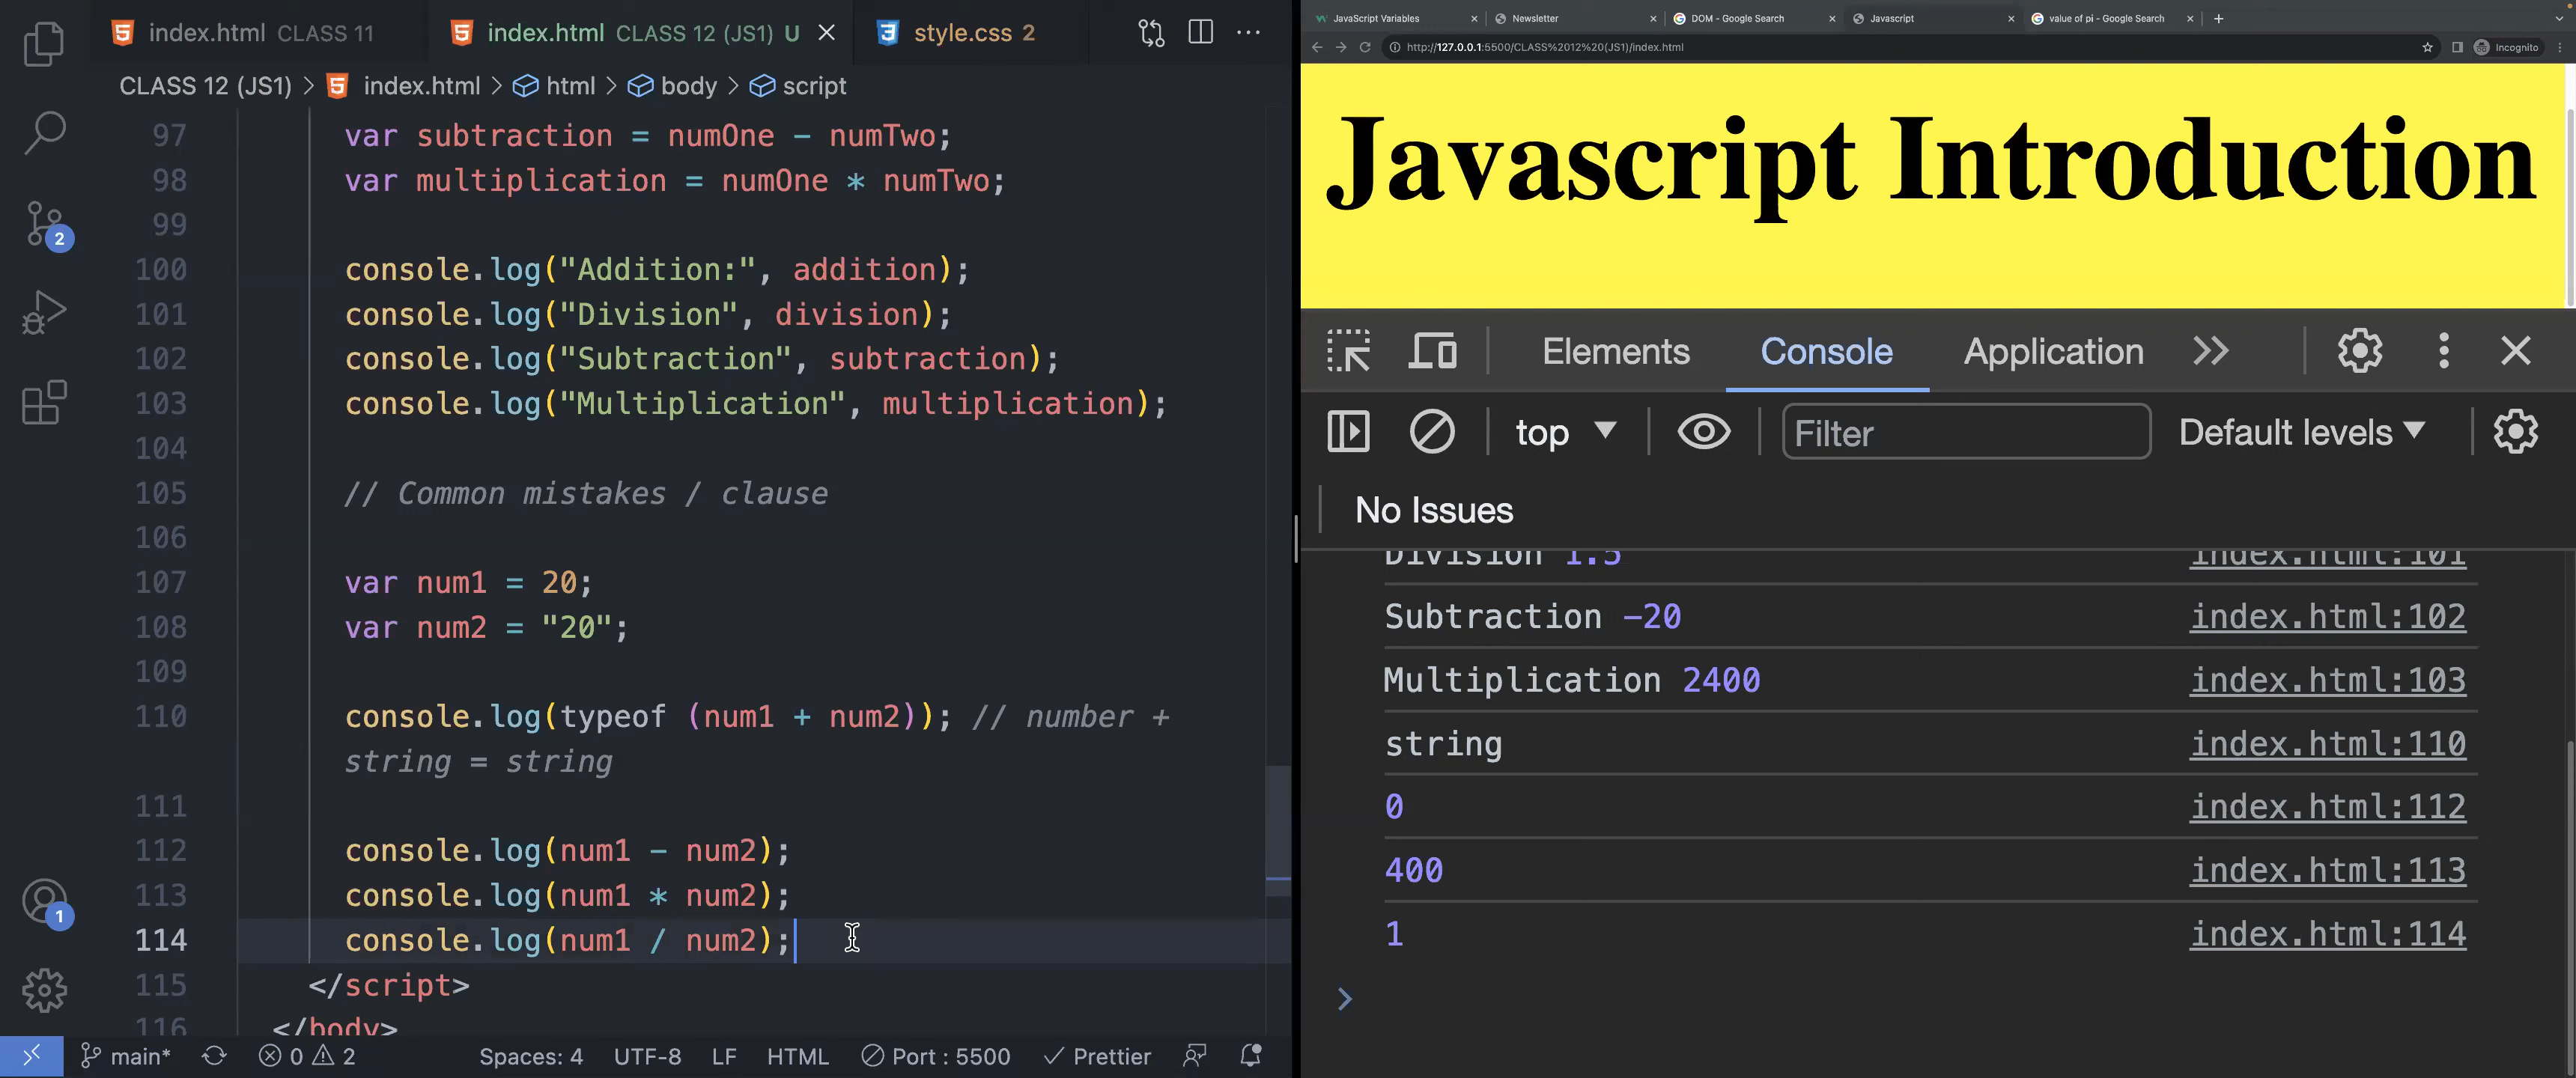 index.html CLASS 11
index.html CLASS 12 (JS1) U
style.css 2
CLASS 12 (JS1) > index.html > html > body > script
97 var subtraction = numOne - numTwo;
98 var multiplication = numOne * numTwo;
99
100 console.log("Addition:", addition);
101 console.log("Division", division);
102 console.log("Subtraction", subtraction);
103 console.log("Multiplication", multiplication);
104
105 // Common mistakes / clause
106
107 var num1 = 20;
108 var num2 = "20";
109
110 console.log(typeof (num1 + num2)); // number +
string = string
111
112 console.log(num1 - num2);
113 console.log(num1 * num2);
114 console.log(num1 / num2);
115 </script>
116 </body>
2
1
main* 0 2 Spaces: 4 UTF-8 LF HTML Port : 5500 Prettier
JavaScript Variables
Newsletter
DOM - Google Search
Javascript
value of pi - Google Search
http://127.0.0.1:5500/CLASS%2012%20(JS1)/index.html
Incognito
Javascript Introduction
Elements Console Application
top Filter Default levels
No Issues
Division 1.5 index.html:101
Subtraction -20 index.html:102
Multiplication 2400 index.html:103
string index.html:110
0 index.html:112
400 index.html:113
1 index.html:114